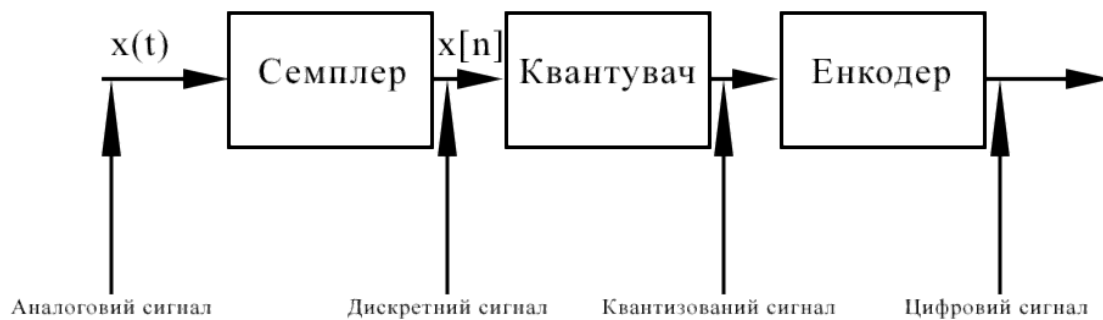 x(t)
x[n]
Семплер
Квантувач
Енкодер
Аналоговий сигнал
Дискретний сигнал
Квантизований сигнал
Цифровий сигнал